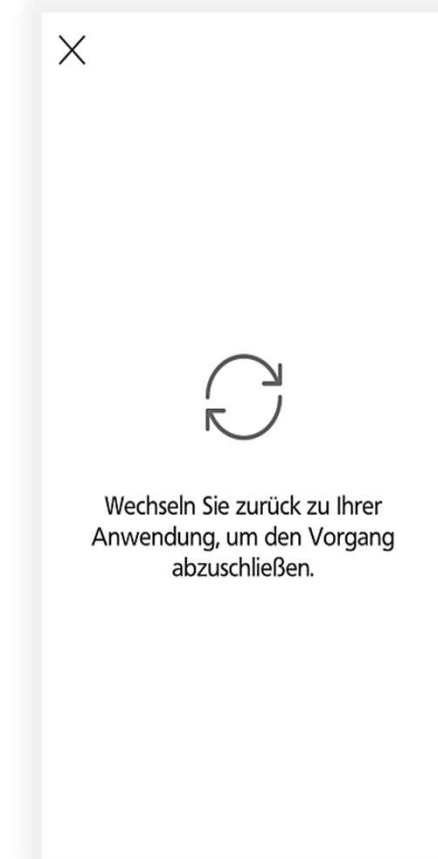 Wechseln Sie zurück zu Ihrer
Anwendung, um den Vorgang
abzuschließen.